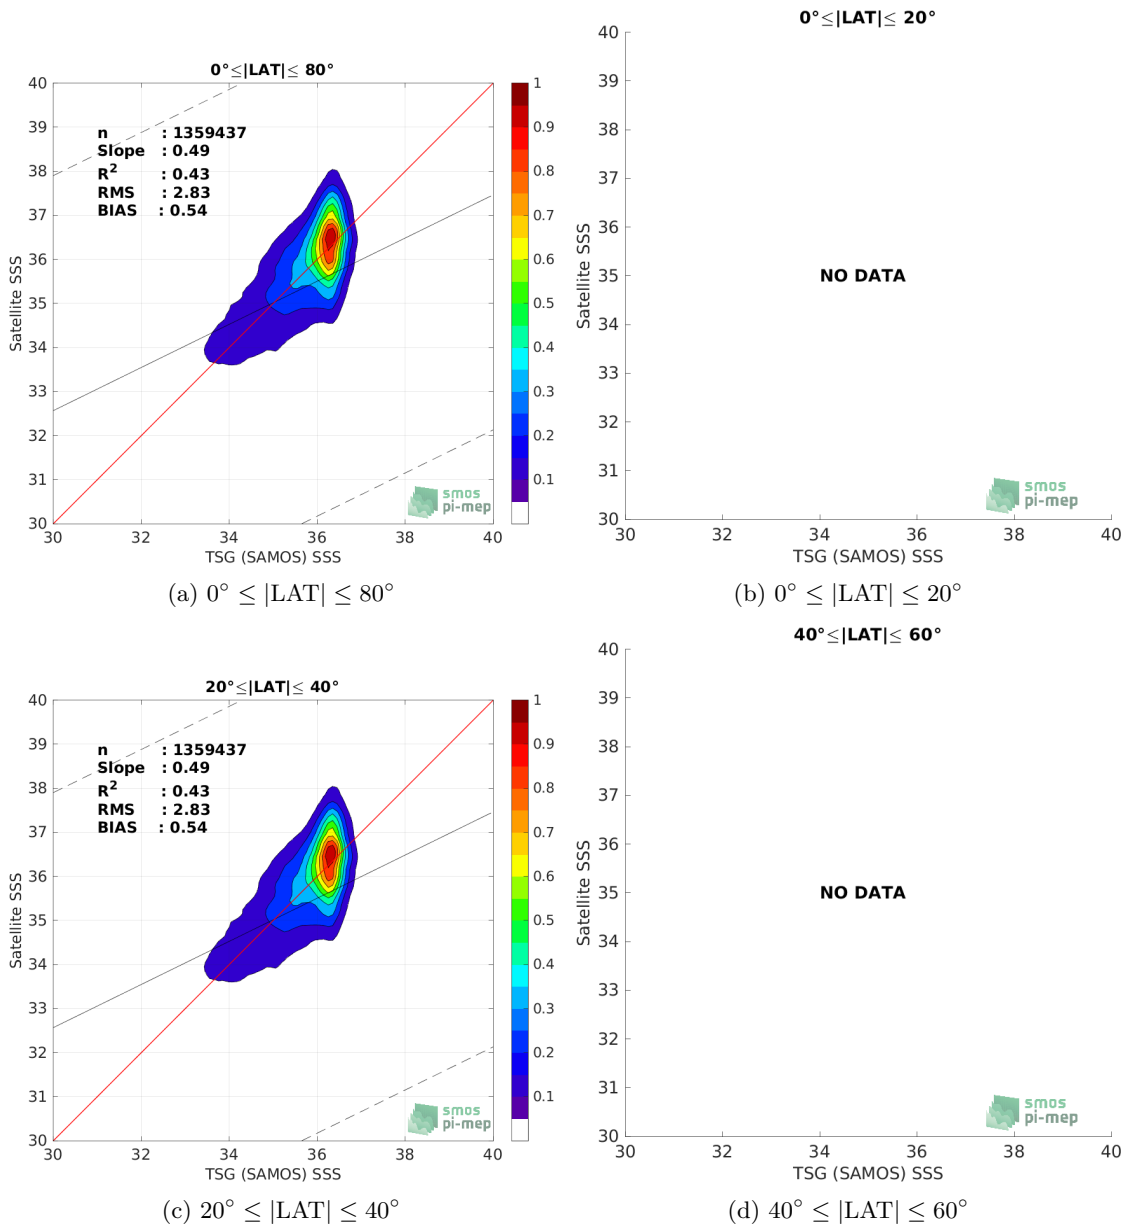 0°≤|LAT|≤ 80°
n : 1359437
Slope : 0.49
R² : 0.43
RMS : 2.83
BIAS : 0.54
40
39
38
37
36
35
34
33
32
31
30
Satellite SSS
30 32 34 36 38 40
TSG (SAMOS) SSS
1
0.9
0.8
0.7
0.6
0.5
0.4
0.3
0.2
0.1
smos
pi-mep
(a) 0° ≤ |LAT| ≤ 80°
0°≤|LAT|≤ 20°
40
39
38
37
36
35
34
33
32
31
30
Satellite SSS
NO DATA
smos
pi-mep
30 32 34 36 38 40
TSG (SAMOS) SSS
(b) 0° ≤ |LAT| ≤ 20°
20°≤|LAT|≤ 40°
n : 1359437
Slope : 0.49
R² : 0.43
RMS : 2.83
BIAS : 0.54
40
39
38
37
36
35
34
33
32
31
30
Satellite SSS
30 32 34 36 38 40
TSG (SAMOS) SSS
1
0.9
0.8
0.7
0.6
0.5
0.4
0.3
0.2
0.1
smos
pi-mep
(c) 20° ≤ |LAT| ≤ 40°
40°≤|LAT|≤ 60°
40
39
38
37
36
35
34
33
32
31
30
Satellite SSS
NO DATA
smos
pi-mep
30 32 34 36 38 40
TSG (SAMOS) SSS
(d) 40° ≤ |LAT| ≤ 60°